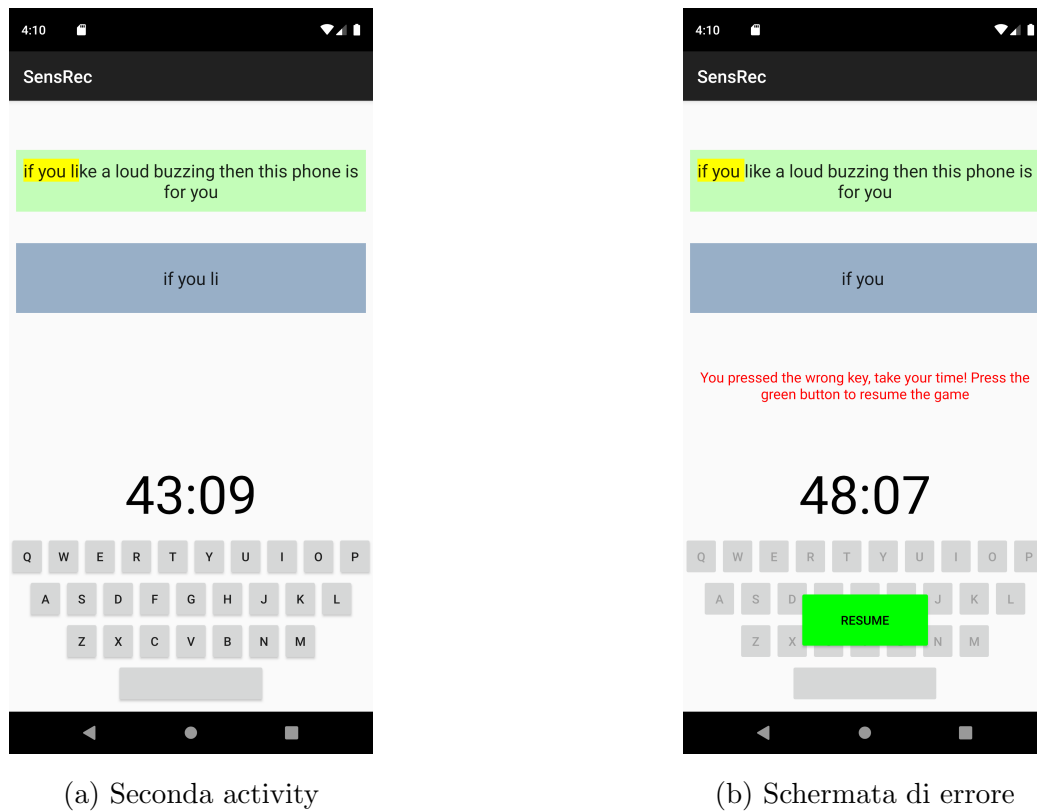 4:10
SensRec
if you like a loud buzzing then this phone is
for you
if you li
43:09
Q W E R T Y U I O P
A S D F G H J K L
Z X C V B N M
(a) Seconda activity
4:10
SensRec
if you like a loud buzzing then this phone is
for you
if you
You pressed the wrong key, take your time! Press the
green button to resume the game
48:07
Q W E R T Y U I O P
A S D J K L
RESUME
Z X N M
(b) Schermata di errore